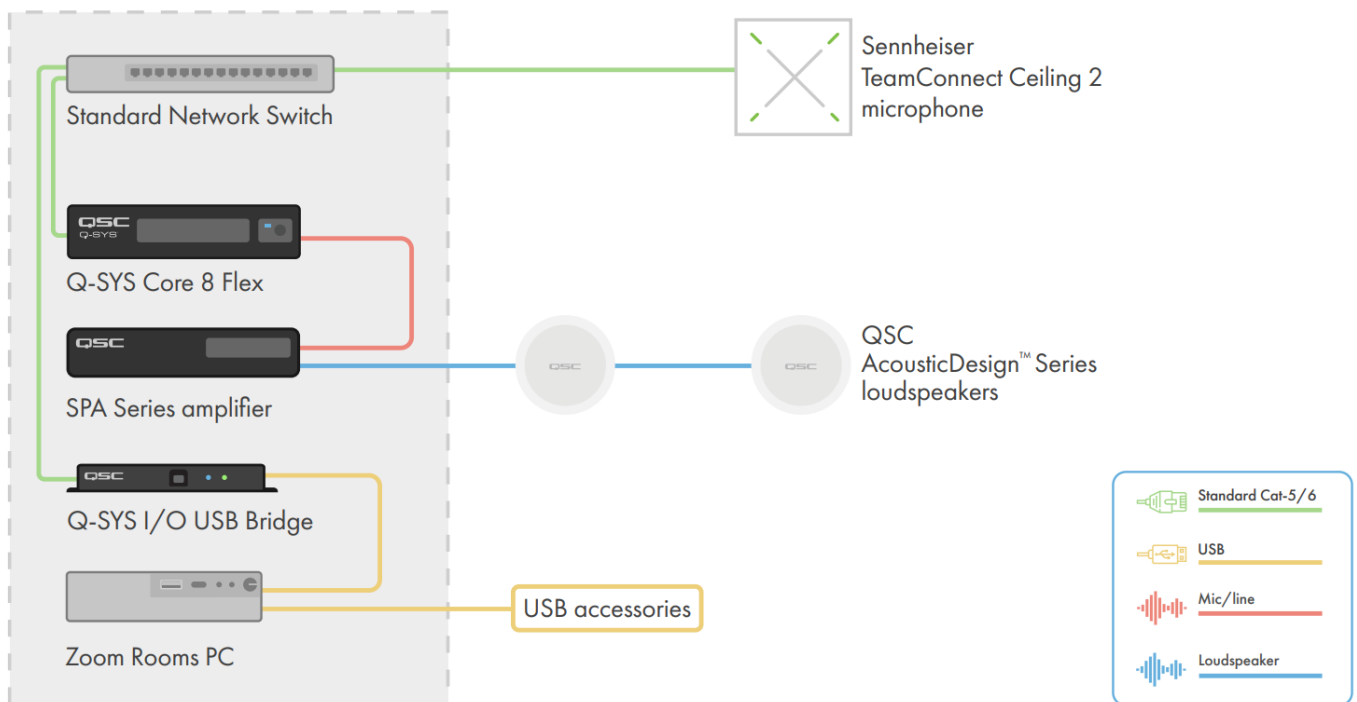 Sennheiser
TeamConnect Ceiling 2
microphone
Standard Network Switch
QSC
Q-SYS
Q-SYS Core 8 Flex
QSC
SPA Series amplifier
QSC
QSC
QSC
AcousticDesign™ Series
loudspeakers
QSC
Q-SYS I/O USB Bridge
Zoom Rooms PC
USB accessories
Standard Cat-5/6
USB
Mic/line
Loudspeaker